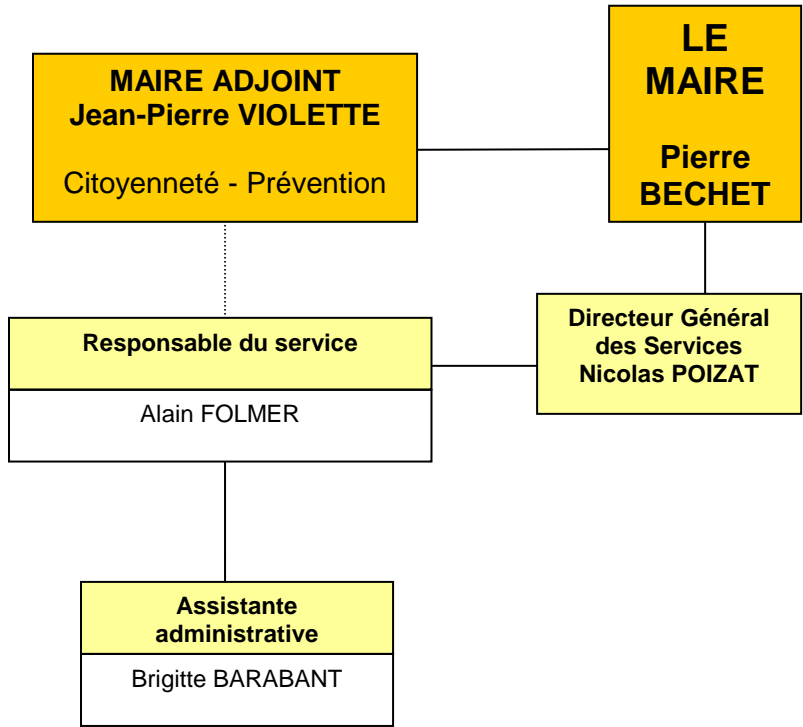 MAIRE ADJOINT
Jean-Pierre VIOLETTE
Citoyenneté - Prévention
LE
MAIRE
Pierre
BECHET
Responsable du service
Alain FOLMER
Directeur Général
des Services
Nicolas POIZAT
Assistante
administrative
Brigitte BARABANT